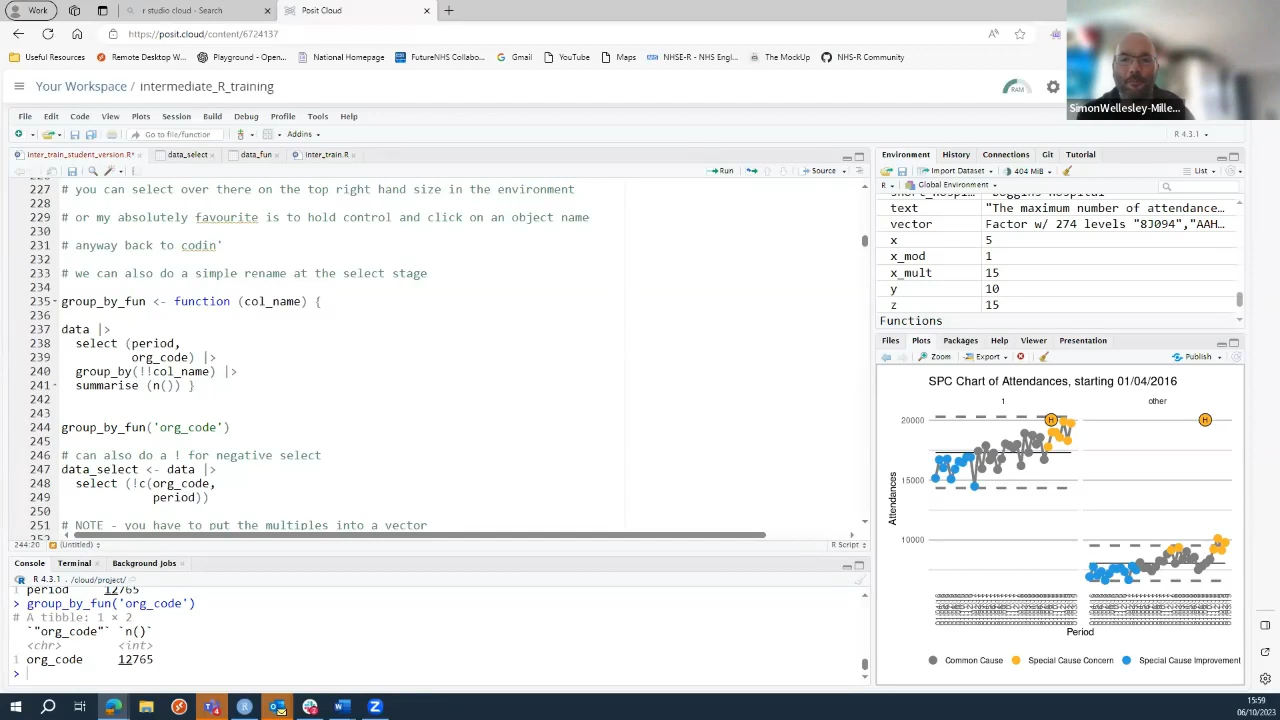 Work
r studio cloud - Search
Posit Cloud
https://posit.cloud/content/6724137
Useful Resources
Remote Desktop W...
Playground - Open...
National Homepage
FutureNHS Collabo...
Gmail
YouTube
Maps
NHSE-R - NHS Engl...
The MockUp
NHS-R Community
SimonWellesley-Mille...
Your Workspace / intermediate_R_training
RAM
File Edit Code View Plots Session Build Debug Profile Tools Help
Go to file/function
Addins
R 4.3.1
inter_train_student_version.R*
data_select
data_fun
inter_train.R
Run
Source
227 # you can select over there on the top right hand size in the environment
228
229 # or my absolutely favourite is to hold control and click on an object name
230
231 # anyway back to codin'
232
233 # we can also do a simple rename at the select stage
234
235 group_by_fun <- function (col_name) {
236
237 data |>
238 select (period,
239 org_code) |>
240 group_by(!!col_name) |>
241 summarise (n()) }
242
243
244 group_by_fun('org_code')
245
246 # can also do a ! for negative select
247 data_select <- data |>
248 select (!c(org_code,
249 period))
250
251 # NOTE - you have to put the multiples into a vector
244:20
(Untitled)
R Script
Console Terminal Background Jobs
R 4.3.1 . /cloud/project/
1 period 12765
> group_by_fun('org_code')
# A tibble: 1 × 2
`"org_code"` `n()`
<chr> <int>
1 org_code 12765
>
Environment History Connections Git Tutorial
Import Dataset
404 MiB
List
R
Global Environment
text "The maximum number of attendance…
vector Factor w/ 274 levels "8J094","AAH…
x 5
x_mod 1
x_mult 15
y 10
z 15
Functions
Files Plots Packages Help Viewer Presentation
Zoom
Export
Publish
SPC Chart of Attendances, starting 01/04/2016
1
other
20000
15000
10000
Attendances
H
H
Period
Common Cause
Special Cause Concern
Special Cause Improvement
15:59
06/10/2023